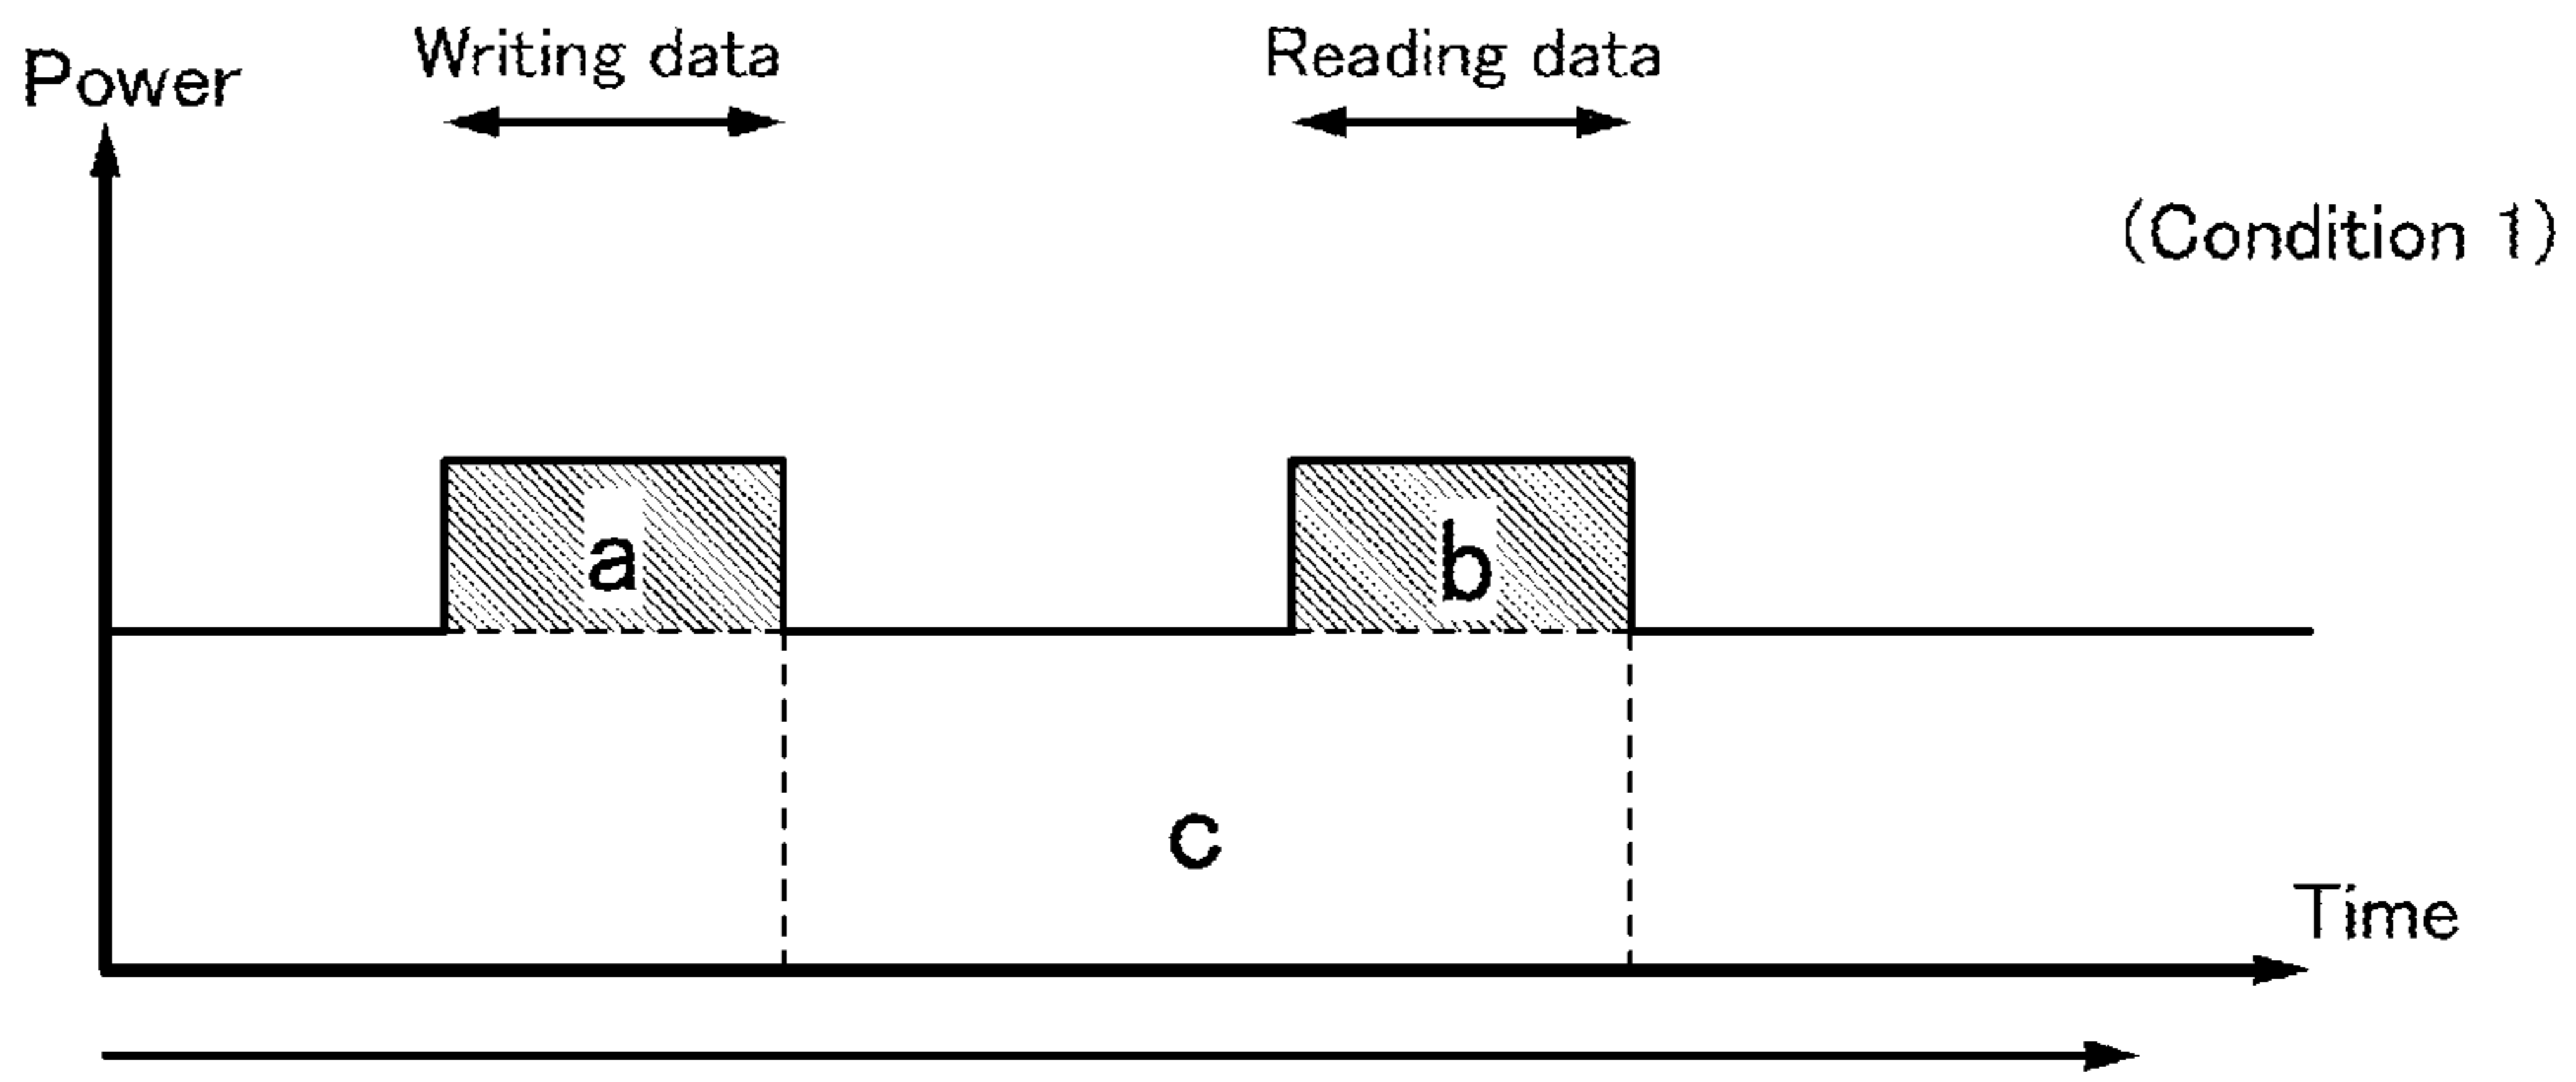 Power
Writing data
Reading data
(Condition 1)
a
b
c
Time